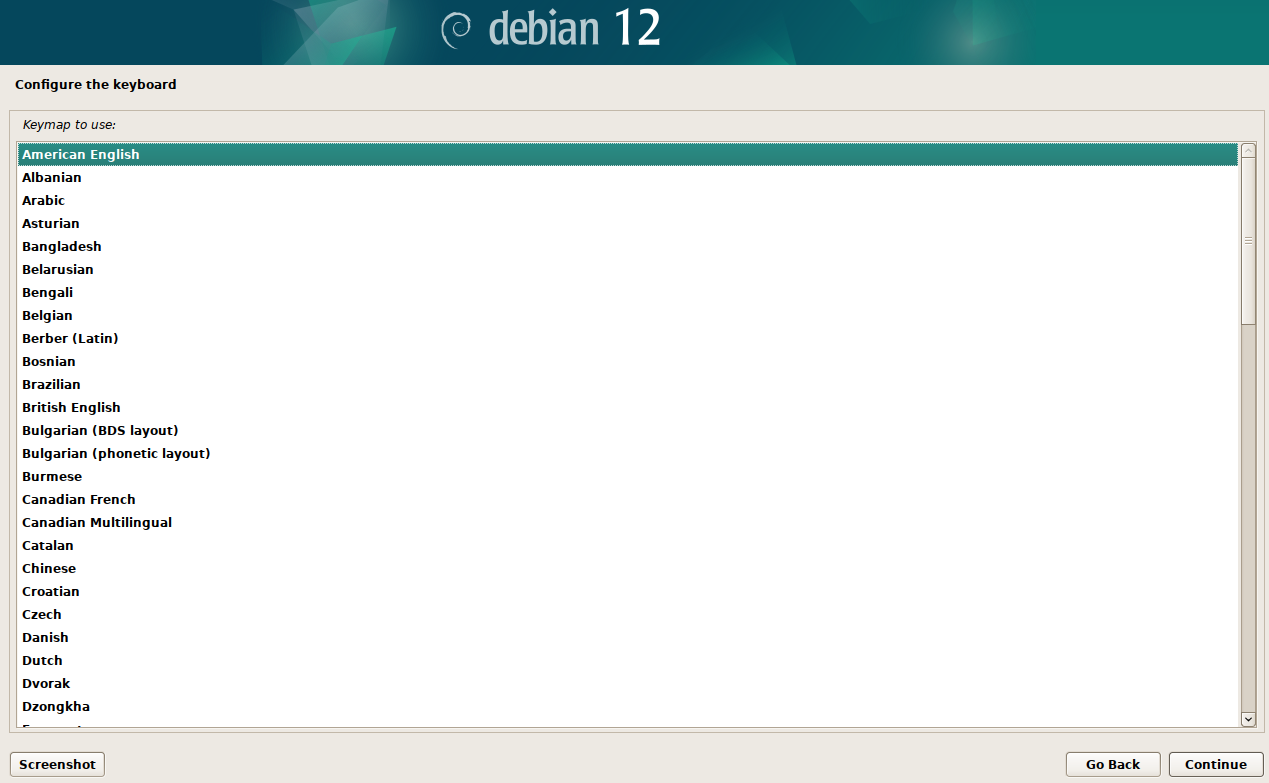 debian 12
Configure the keyboard
Keymap to use:
American English
Albanian
Arabic
Asturian
Bangladesh
Belarusian
Bengali
Belgian
Berber (Latin)
Bosnian
Brazilian
British English
Bulgarian (BDS layout)
Bulgarian (phonetic layout)
Burmese
Canadian French
Canadian Multilingual
Catalan
Chinese
Croatian
Czech
Danish
Dutch
Dvorak
Dzongkha
Screenshot
Go Back
Continue